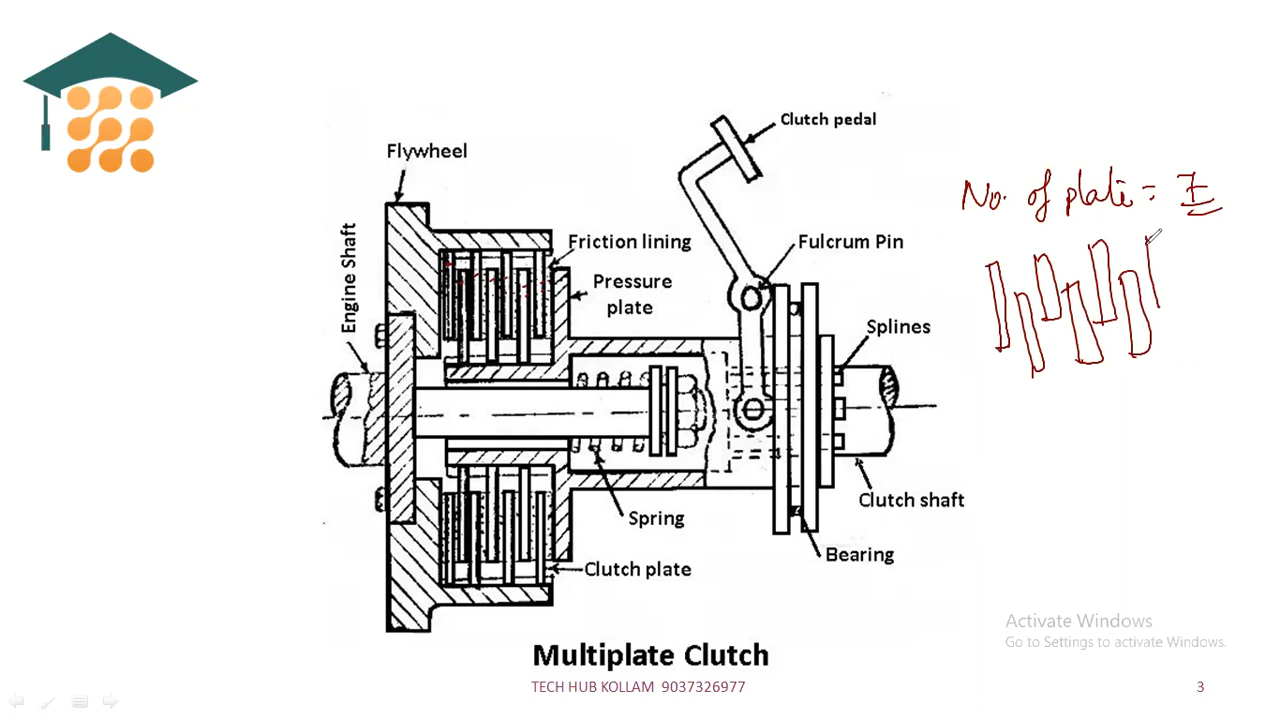 Clutch pedal
Flywheel
No. of plate = 7
Engine Shaft
Friction lining
Fulcrum Pin
Pressure
plate
Splines
Clutch shaft
Spring
Bearing
Clutch plate
Activate Windows
Go to Settings to activate Windows.
Multiplate Clutch
TECH HUB KOLLAM 9037326977
3